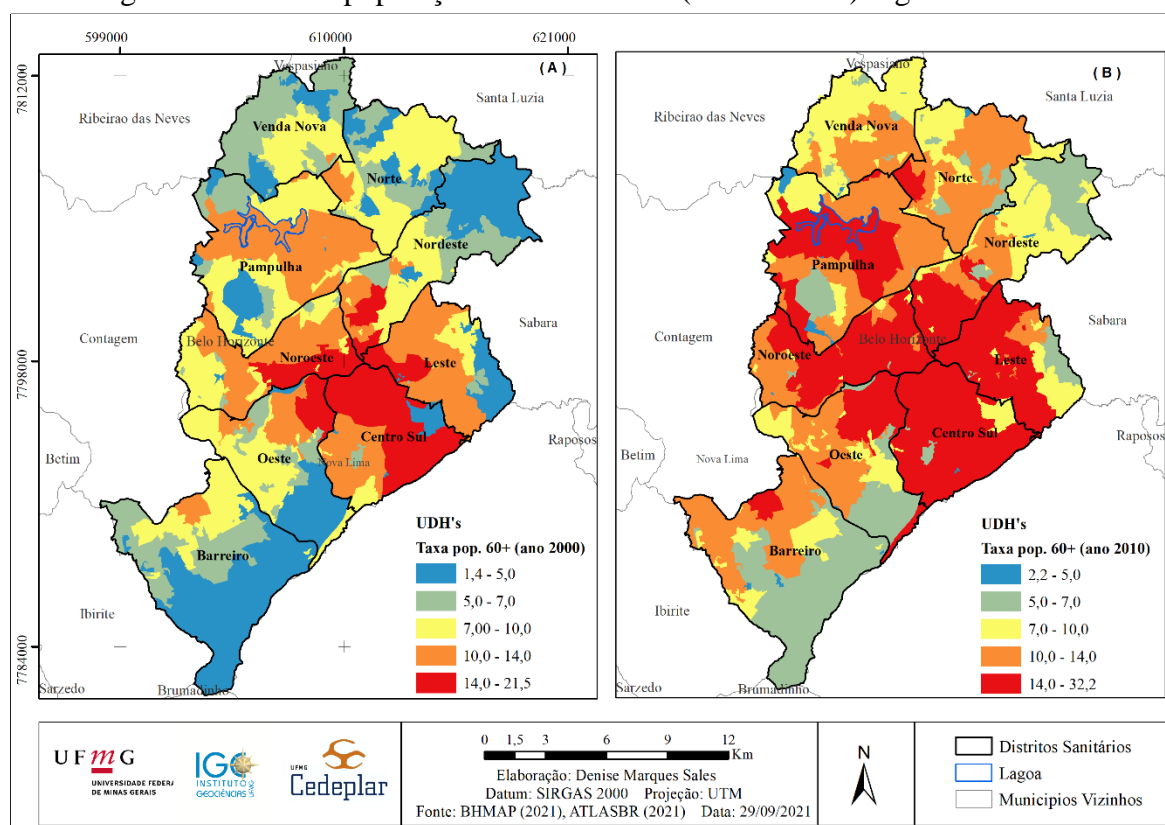 599000 610000 621000
7812000
7798000
7784000
( A )
Vespasiano
Santa Luzia
Ribeirao das Neves
Venda Nova
Norte
Nordeste
Pampulha
Sabara
Contagem
Belo Horizonte
Noroeste
Leste
Centro Sul
Raposos
Betim
Oeste
Nova Lima
Barreiro
Ibirite
Sarzedo
Brumadinho
UDH's
Taxa pop. 60+ (ano 2000)
1,4 - 5,0
5,0 - 7,0
7,00 - 10,0
10,0 - 14,0
14,0 - 21,5
( B )
Vespasiano
Santa Luzia
Ribeirao das Neves
Venda Nova
Norte
Nordeste
Pampulha
Sabara
Contagem
Belo Horizonte
Noroeste
Leste
Centro Sul
Raposos
Betim
Nova Lima
Oeste
Barreiro
Ibirite
Sarzedo
Brumadinho
UDH's
Taxa pop. 60+ (ano 2010)
2,2 - 5,0
5,0 - 7,0
7,0 - 10,0
10,0 - 14,0
14,0 - 32,2
UFmG
UNIVERSIDADE FEDERA
DE MINAS GERAIS
IGC
INSTITUTO
GEOCIÊNCIAS
UFMG
UFMG
Cedeplar
0 1,5 3 6 9 12
Km
Elaboração: Denise Marques Sales
Datum: SIRGAS 2000 Projeção: UTM
Fonte: BHMAP (2021), ATLASBR (2021) Data: 29/09/2021
N
Distritos Sanitários
Lagoa
Municipios Vizinhos